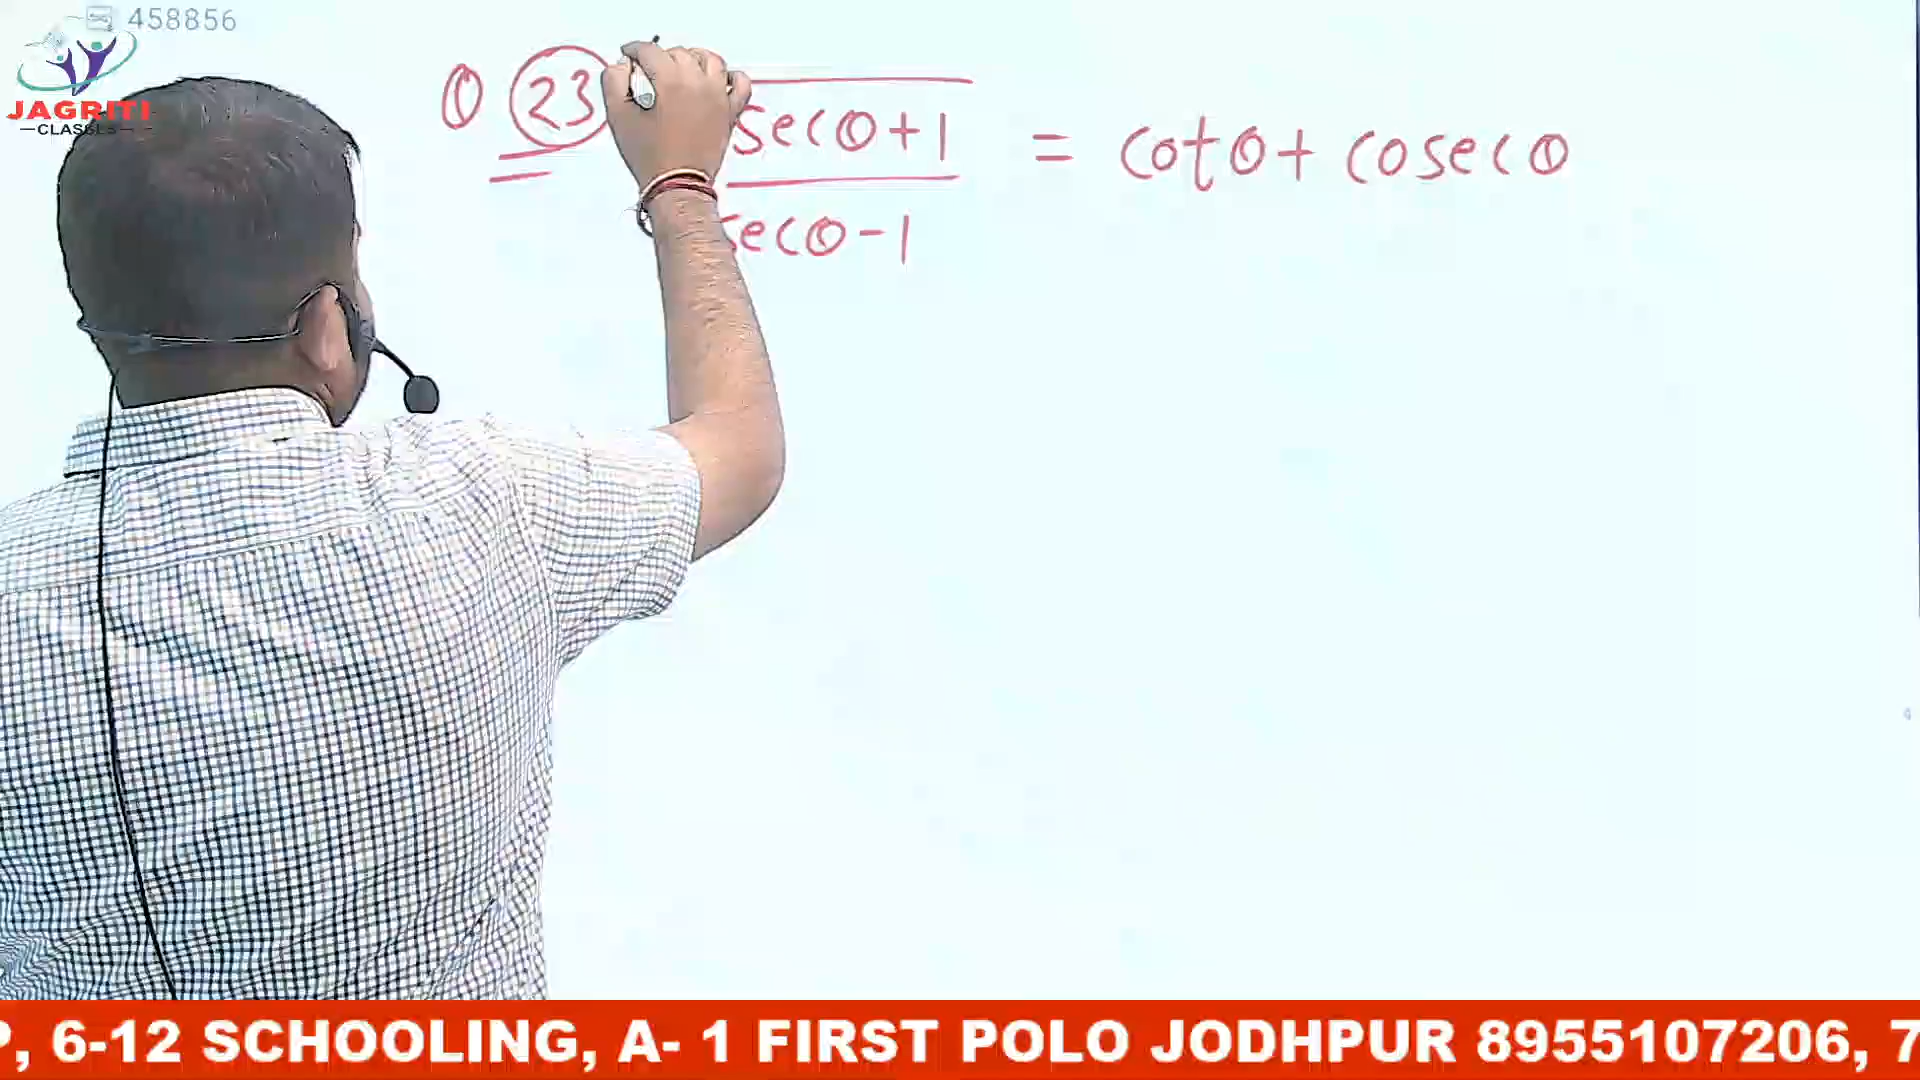 458856
JAGRITI
CLASSES
Q 23 secθ+1 = cotθ + cosecθ
secθ-1
P, 6-12 SCHOOLING, A- 1 FIRST POLO JODHPUR 8955107206, 7